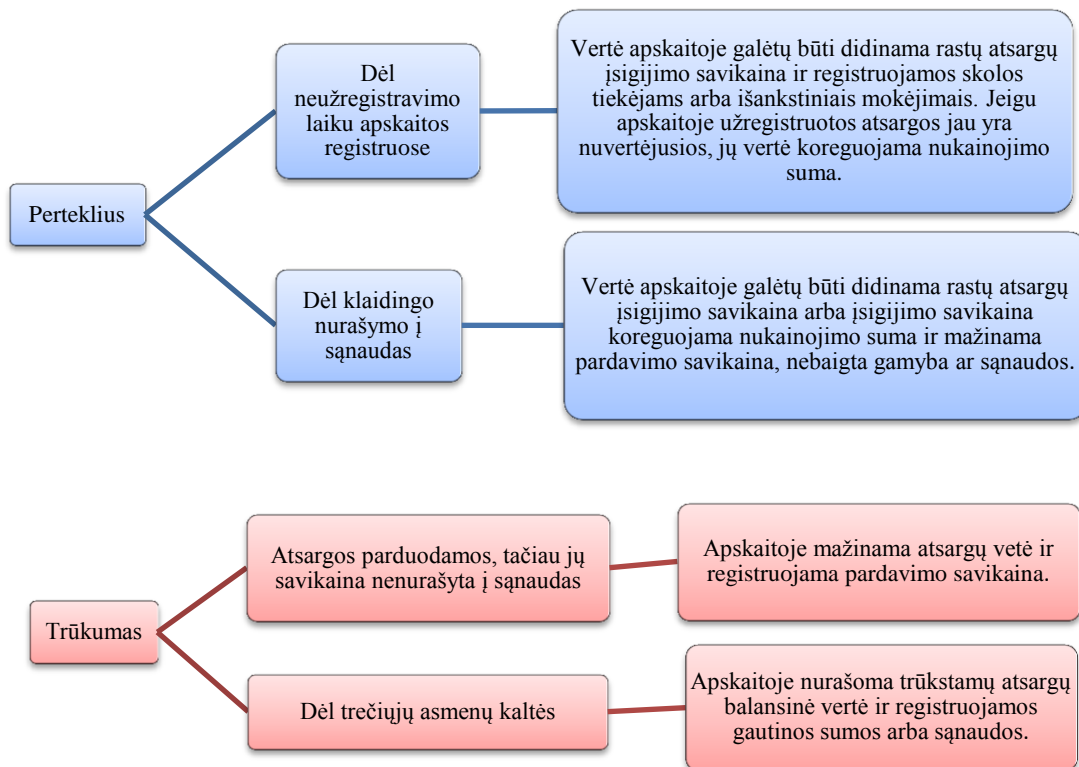 Perteklius
Dėl
neužregistravimo
laiku apskaitos
registruose
Vertė apskaitoje galėtų būti didinama rastų atsargų
įsigijimo savikaina ir registruojamos skolos
tiekėjams arba išankstiniais mokėjimais. Jeigu
apskaitoje užregistruotos atsargos jau yra
nuvertėjusios, jų vertė koreguojama nukainojimo
suma.
Dėl klaidingo
nurašymo į
sąnaudas
Vertė apskaitoje galėtų būti didinama rastų atsargų
įsigijimo savikaina arba įsigijimo savikaina
koreguojama nukainojimo suma ir mažinama
pardavimo savikaina, nebaigta gamyba ar sąnaudos.
Trūkumas
Atsargos parduodamos, tačiau jų
savikaina nenurašyta į sąnaudas
Apskaitoje mažinama atsargų vetė ir
registruojama pardavimo savikaina.
Dėl trečiųjų asmenų kaltės
Apskaitoje nurašoma trūkstamų atsargų
balansinė vertė ir registruojamos
gautinos sumos arba sąnaudos.